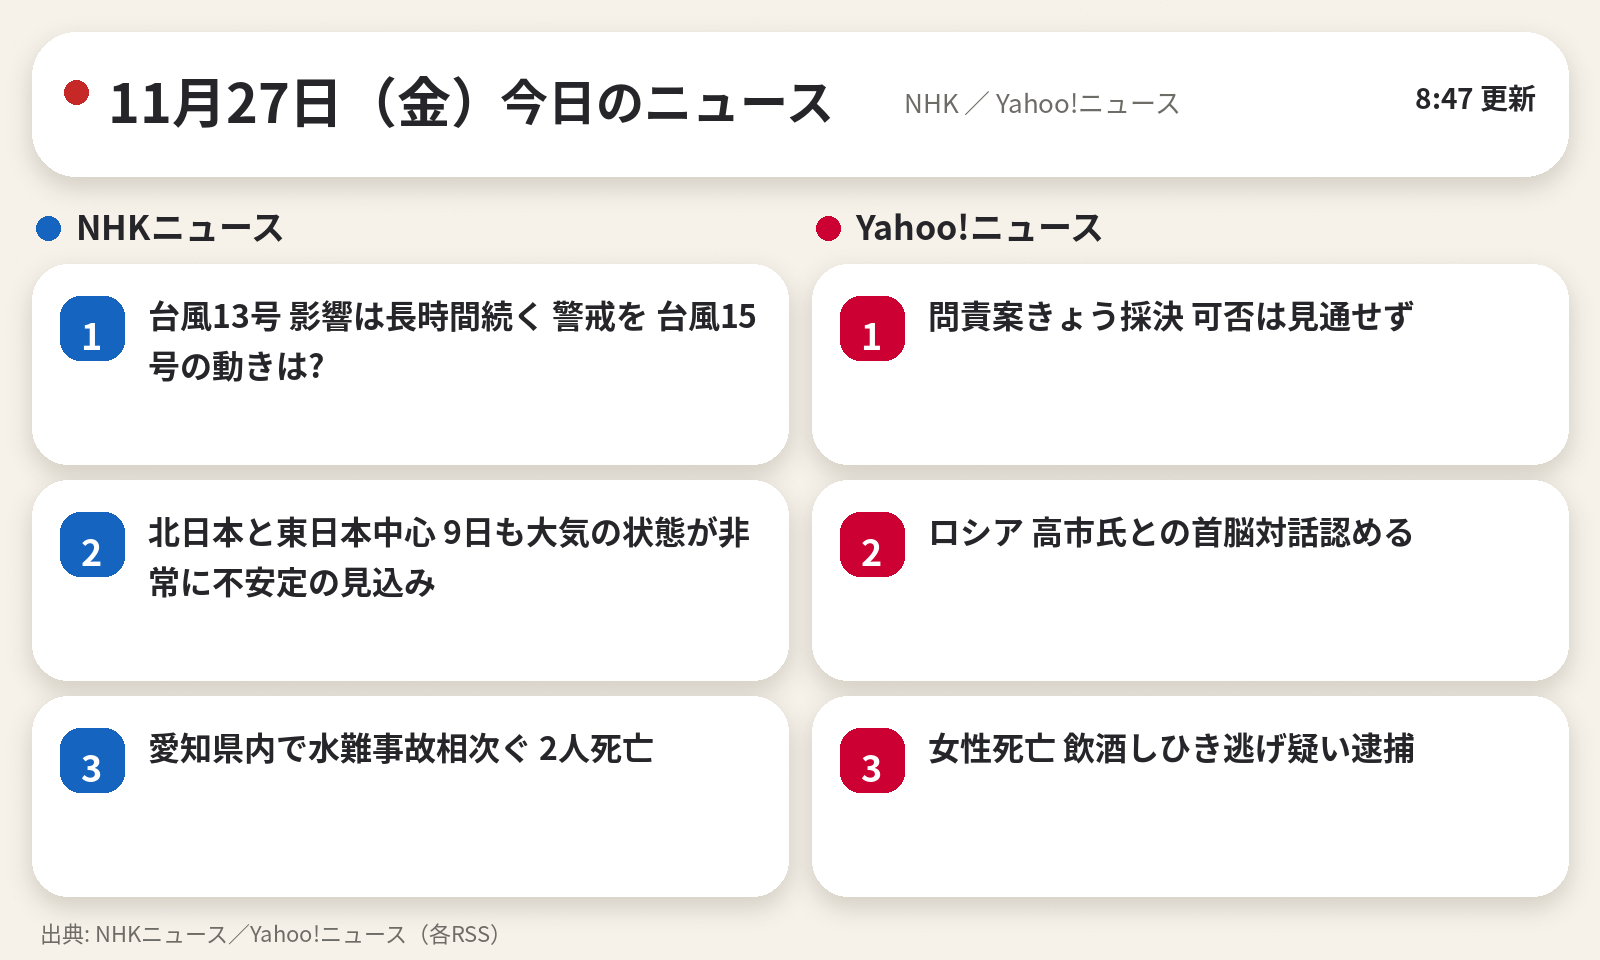 11月27日（金）今日のニュース
NHK ／ Yahoo!ニュース
8:47 更新
NHKニュース
1
台風13号 影響は長時間続く 警戒を 台風15
号の動きは?
2
北日本と東日本中心 9日も大気の状態が非
常に不安定の見込み
3
愛知県内で水難事故相次ぐ 2人死亡
Yahoo!ニュース
1
問責案きょう採決 可否は見通せず
2
ロシア 高市氏との首脳対話認める
3
女性死亡 飲酒しひき逃げ疑い逮捕
出典: NHKニュース／Yahoo!ニュース（各RSS）